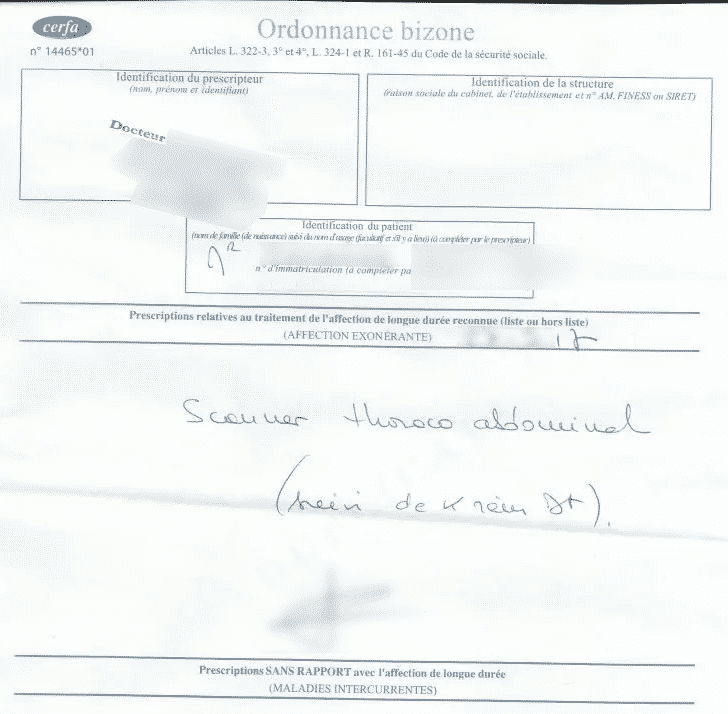 cerfa
n° 14465*01
Ordonnance bizone
Articles L. 322-3, 3° et 4°, L. 324-1 et R. 161-45 du Code de la sécurité sociale.
Identification du prescripteur
(nom, prénom et identifiant)
Docteur
Identification de la structure
(raison sociale du cabinet, de l'établissement et n° AM, FINESS ou SIRET)
Identification du patient
(nom de famille (de naissance) suivi du nom d'usage (facultatif et s'il y a lieu)) (à compléter par le prescripteur)
n° d'immatriculation (à compléter pa
Prescriptions relatives au traitement de l'affection de longue durée reconnue (liste ou hors liste)
(AFFECTION EXONÉRANTE)
17
Scanner thoraco abdominal
(suivi de K rein Dt).
Prescriptions SANS RAPPORT avec l'affection de longue durée
(MALADIES INTERCURRENTES)